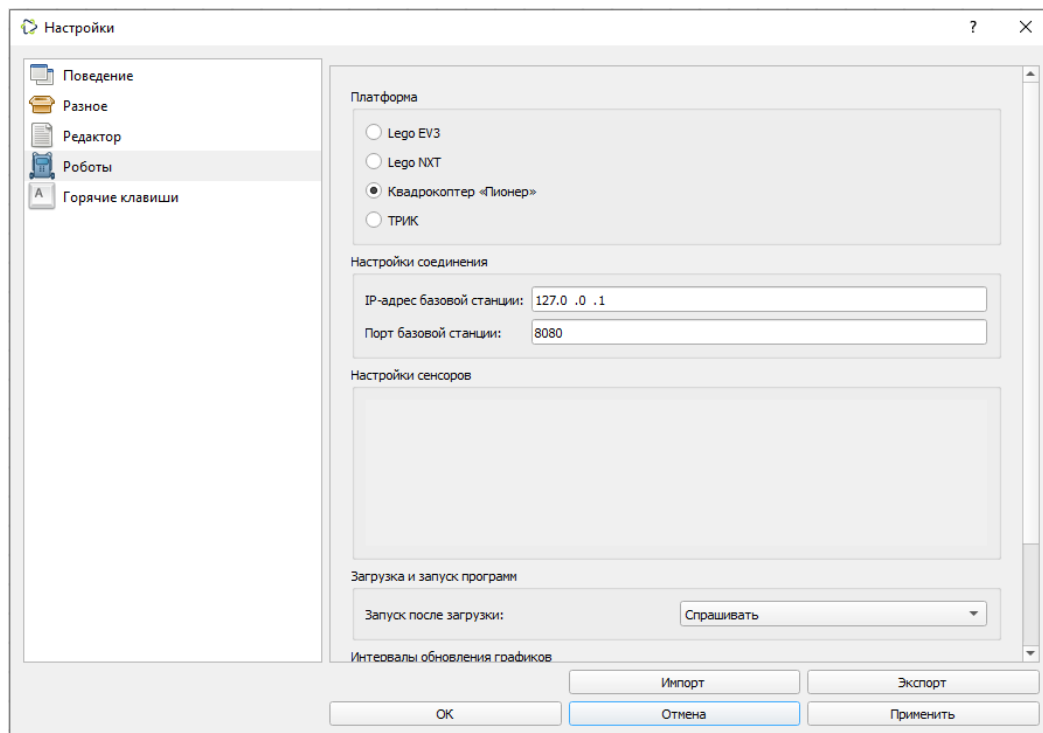 Настройки
?
Поведение
Разное
Редактор
Роботы
A
Горячие клавиши
Платформа
Lego EV3
Lego NXT
Квадрокоптер «Пионер»
ТРИК
Настройки соединения
IP-адрес базовой станции: 127.0 .0 .1
Порт базовой станции: 8080
Настройки сенсоров
Загрузка и запуск программ
Запуск после загрузки: Спрашивать
Интервалы обновления графиков
Импорт Экспорт
OK Отмена Применить